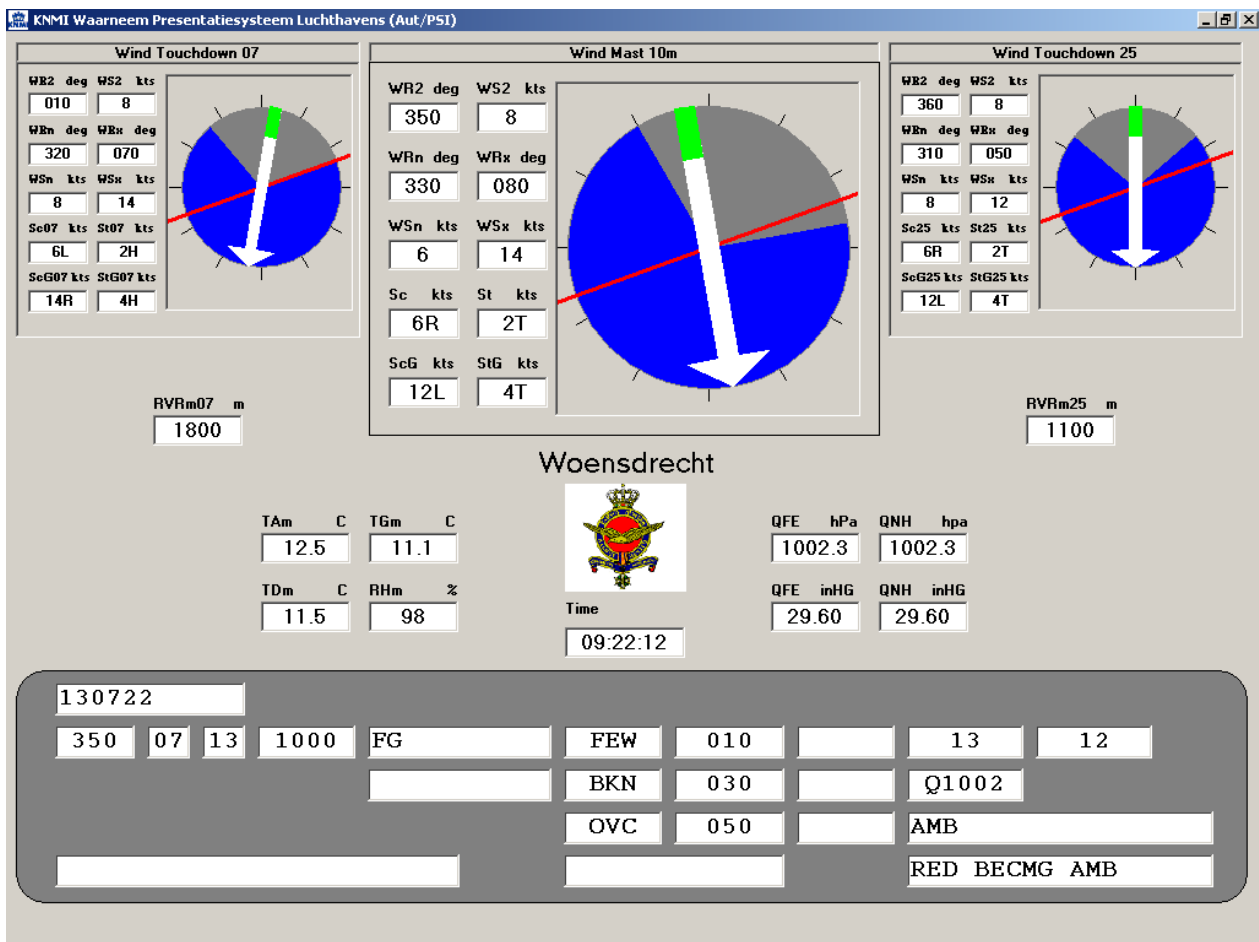 KNMI Waarneem Presentatiesysteem Luchthavens (Aut/PSI)
Wind Touchdown 07
WR2 deg WS2 kts
010 8
WRn deg WRx deg
320 070
WSn kts WSx kts
8 14
Sc07 kts St07 kts
6L 2H
ScG07 kts StG07 kts
14R 4H
Wind Mast 10m
WR2 deg WS2 kts
350 8
WRn deg WRx deg
330 080
WSn kts WSx kts
6 14
Sc kts St kts
6R 2T
ScG kts StG kts
12L 4T
Wind Touchdown 25
WR2 deg WS2 kts
360 8
WRn deg WRx deg
310 050
WSn kts WSx kts
8 12
Sc25 kts St25 kts
6R 2T
ScG25 kts StG25 kts
12L 4T
RVRm07 m
1800
RVRm25 m
1100
Woensdrecht
TAm C TGm C
12.5 11.1
TDm C RHm %
11.5 98
Time
09:22:12
QFE hPa QNH hpa
1002.3 1002.3
QFE inHG QNH inHG
29.60 29.60
130722
350 07 13 1000 FG FEW 010 13 12
BKN 030 Q1002
OVC 050 AMB
RED BECMG AMB